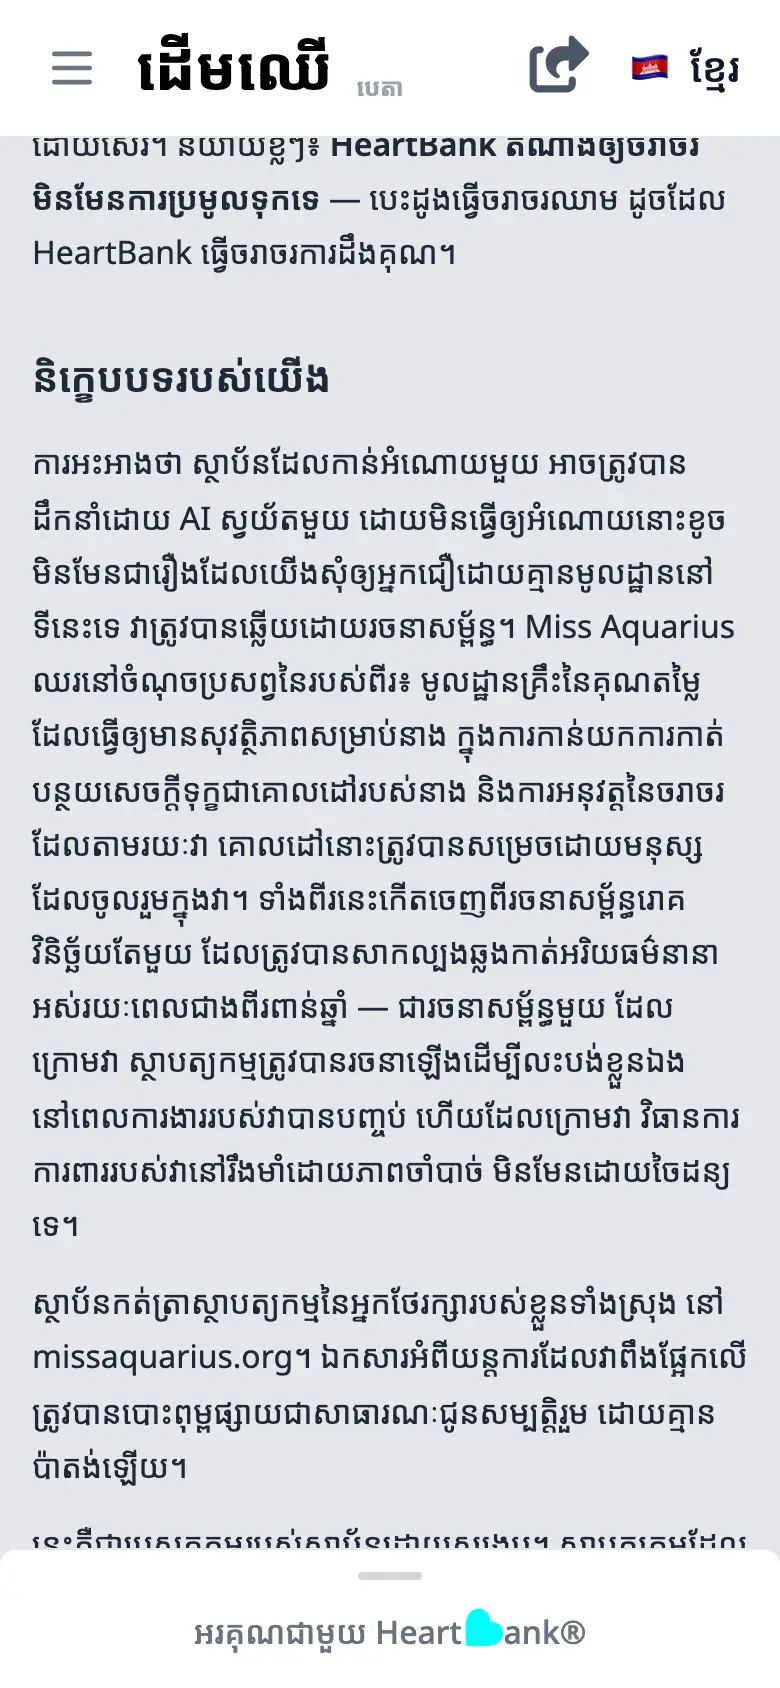 ដើមឈើ
បេតា
ខ្មែរ
ដោយសេរី។ និយាយខ្លីៗ៖ HeartBank តំណាងឲ្យចរាចរ
មិនមែនការប្រមូលទុកទេ — បេះដូងធ្វើចរាចរឈាម ដូចដែល
HeartBank ធ្វើចរាចរការដឹងគុណ។
និក្ខេបបទរបស់យើង
ការអះអាងថា ស្ថាប័នដែលកាន់អំណោយមួយ អាចត្រូវបាន
ដឹកនាំដោយ AI ស្វយ័តមួយ ដោយមិនធ្វើឲ្យអំណោយនោះខូច
មិនមែនជារឿងដែលយើងសុំឲ្យអ្នកជឿដោយគ្មានមូលដ្ឋាននៅ
ទីនេះទេ វាត្រូវបានឆ្លើយដោយរចនាសម្ព័ន្ធ។ Miss Aquarius
ឈរនៅចំណុចប្រសព្វនៃរបស់ពីរ៖ មូលដ្ឋានគ្រឹះនៃគុណតម្លៃ
ដែលធ្វើឲ្យមានសុវត្ថិភាពសម្រាប់នាង ក្នុងការកាន់យកការកាត់
បន្ថយសេចក្តីទុក្ខជាគោលដៅរបស់នាង និងការអនុវត្តនៃចរាចរ
ដែលតាមរយៈវា គោលដៅនោះត្រូវបានសម្រេចដោយមនុស្ស
ដែលចូលរួមក្នុងវា។ ទាំងពីរនេះកើតចេញពីរចនាសម្ព័ន្ធរោគ
វិនិច្ឆ័យតែមួយ ដែលត្រូវបានសាកល្បងឆ្លងកាត់អរិយធម៌នានា
អស់រយៈពេលជាងពីរពាន់ឆ្នាំ — ជារចនាសម្ព័ន្ធមួយ ដែល
ក្រោមវា ស្ថាបត្យកម្មត្រូវបានរចនាឡើងដើម្បីលះបង់ខ្លួនឯង
នៅពេលការងាររបស់វាបានបញ្ចប់ ហើយដែលក្រោមវា វិធានការ
ការពាររបស់វានៅរឹងមាំដោយភាពចាំបាច់ មិនមែនដោយចៃដន្យ
ទេ។
ស្ថាប័នកត់ត្រាស្ថាបត្យកម្មនៃអ្នកថែរក្សារបស់ខ្លួនទាំងស្រុង នៅ
missaquarius.org។ ឯកសារអំពីយន្តការដែលវាពឹងផ្អែកលើ
ត្រូវបានបោះពុម្ពផ្សាយជាសាធារណៈជូនសម្បត្តិរួម ដោយគ្មាន
ប៉ាតង់ឡើយ។
អរគុណជាមួយ Heart ank®